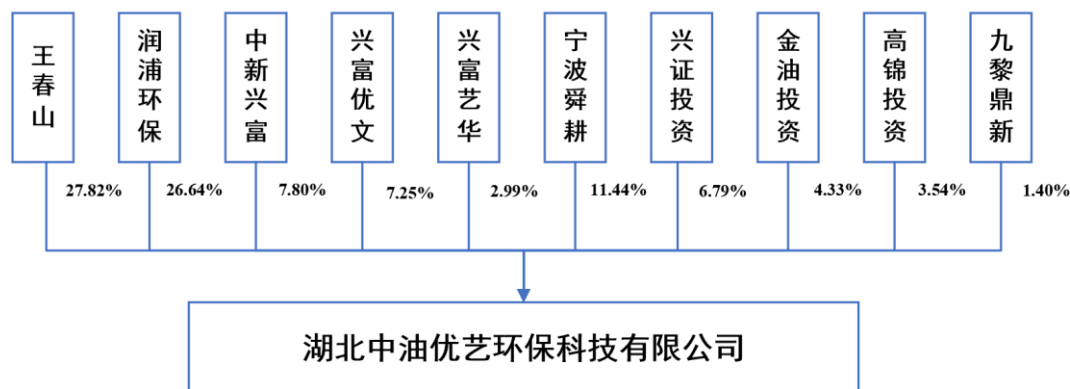 王春山
润浦环保
中新兴富
兴富优文
兴富艺华
宁波舜耕
兴证投资
金油投资
高锦投资
九黎鼎新
27.82%
26.64%
7.80%
7.25%
2.99%
11.44%
6.79%
4.33%
3.54%
1.40%
湖北中油优艺环保科技有限公司